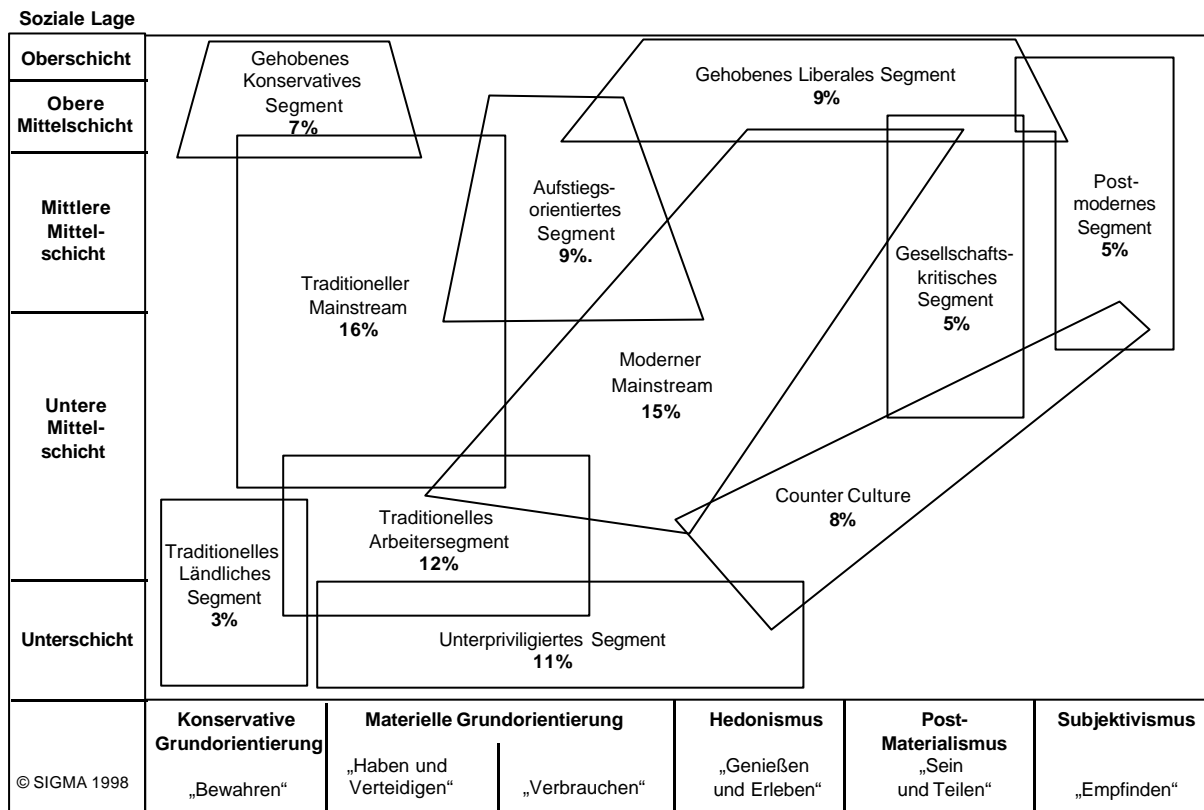 Soziale Lage
Oberschicht
Obere
Mittelschicht
Mittlere
Mittel-
schicht
Untere
Mittel-
schicht
Unterschicht
Gehobenes
Konservatives
Segment
7%
Gehobenes Liberales Segment
9%
Aufstiegs-
orientiertes
Segment
9%.
Post-
modernes
Segment
5%
Traditioneller
Mainstream
16%
Gesellschafts-
kritisches
Segment
5%
Moderner
Mainstream
15%
Counter Culture
8%
Traditionelles
Arbeitersegment
12%
Traditionelles
Ländliches
Segment
3%
Unterpriviligiertes Segment
11%
Konservative
Grundorientierung
„Bewahren“
Materielle Grundorientierung
„Haben und
Verteidigen“
„Verbrauchen“
Hedonismus
„Genießen
und Erleben“
Post-
Materialismus
„Sein
und Teilen“
Subjektivismus
„Empfinden“
© SIGMA 1998